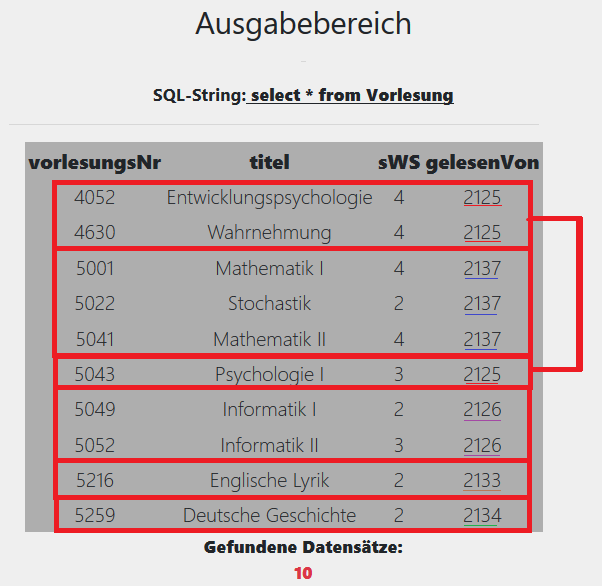 Ausgabebereich
SQL-String: select * from Vorlesung
vorlesungsNr titel sWS gelesenVon
4052 Entwicklungspsychologie 4 2125
4630 Wahrnehmung 4 2125
5001 Mathematik I 4 2137
5022 Stochastik 2 2137
5041 Mathematik II 4 2137
5043 Psychologie I 3 2125
5049 Informatik I 2 2126
5052 Informatik II 3 2126
5216 Englische Lyrik 2 2133
5259 Deutsche Geschichte 2 2134
Gefundene Datensätze:
10